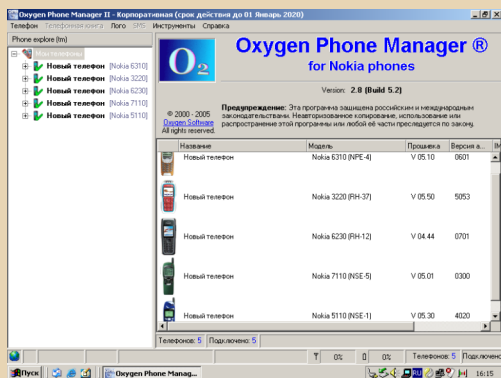 Oxygen Phone Manager II - Корпоративная (срок действия до 01 Январь 2020)
Телефон Телефонная книга Лого SMS Инструменты Справка
Phone explore (tm)
Мои телефоны
Новый телефон [Nokia 6310]
Новый телефон [Nokia 3220]
Новый телефон [Nokia 6230]
Новый телефон [Nokia 7110]
Новый телефон [Nokia 5110]
O2
Oxygen Phone Manager ®
for Nokia phones
Version: 2.8 (Build 5.2)
© 2000 - 2005
Oxygen Software
All rights reserved.
Предупреждение: Эта программа защищена российским и международным
законодательствами. Неавторизованное копирование, использование или
распространение этой программы или любой её части преследуется по закону.
Название Модель Прошивка Версия а... IM
Новый телефон Nokia 6310 (NPE-4) V 05.10 0601
Новый телефон Nokia 3220 (RH-37) V 05.50 5053
Новый телефон Nokia 6230 (RH-12) V 04.44 0701
Новый телефон Nokia 7110 (NSE-5) V 05.01 0300
Новый телефон Nokia 5110 (NSE-1) V 05.30 4020
Телефонов: 5 Подключено: 5
0% 0% Телефонов: 5 Подключено
Пуск Oxygen Phone Manag... RU 16:15